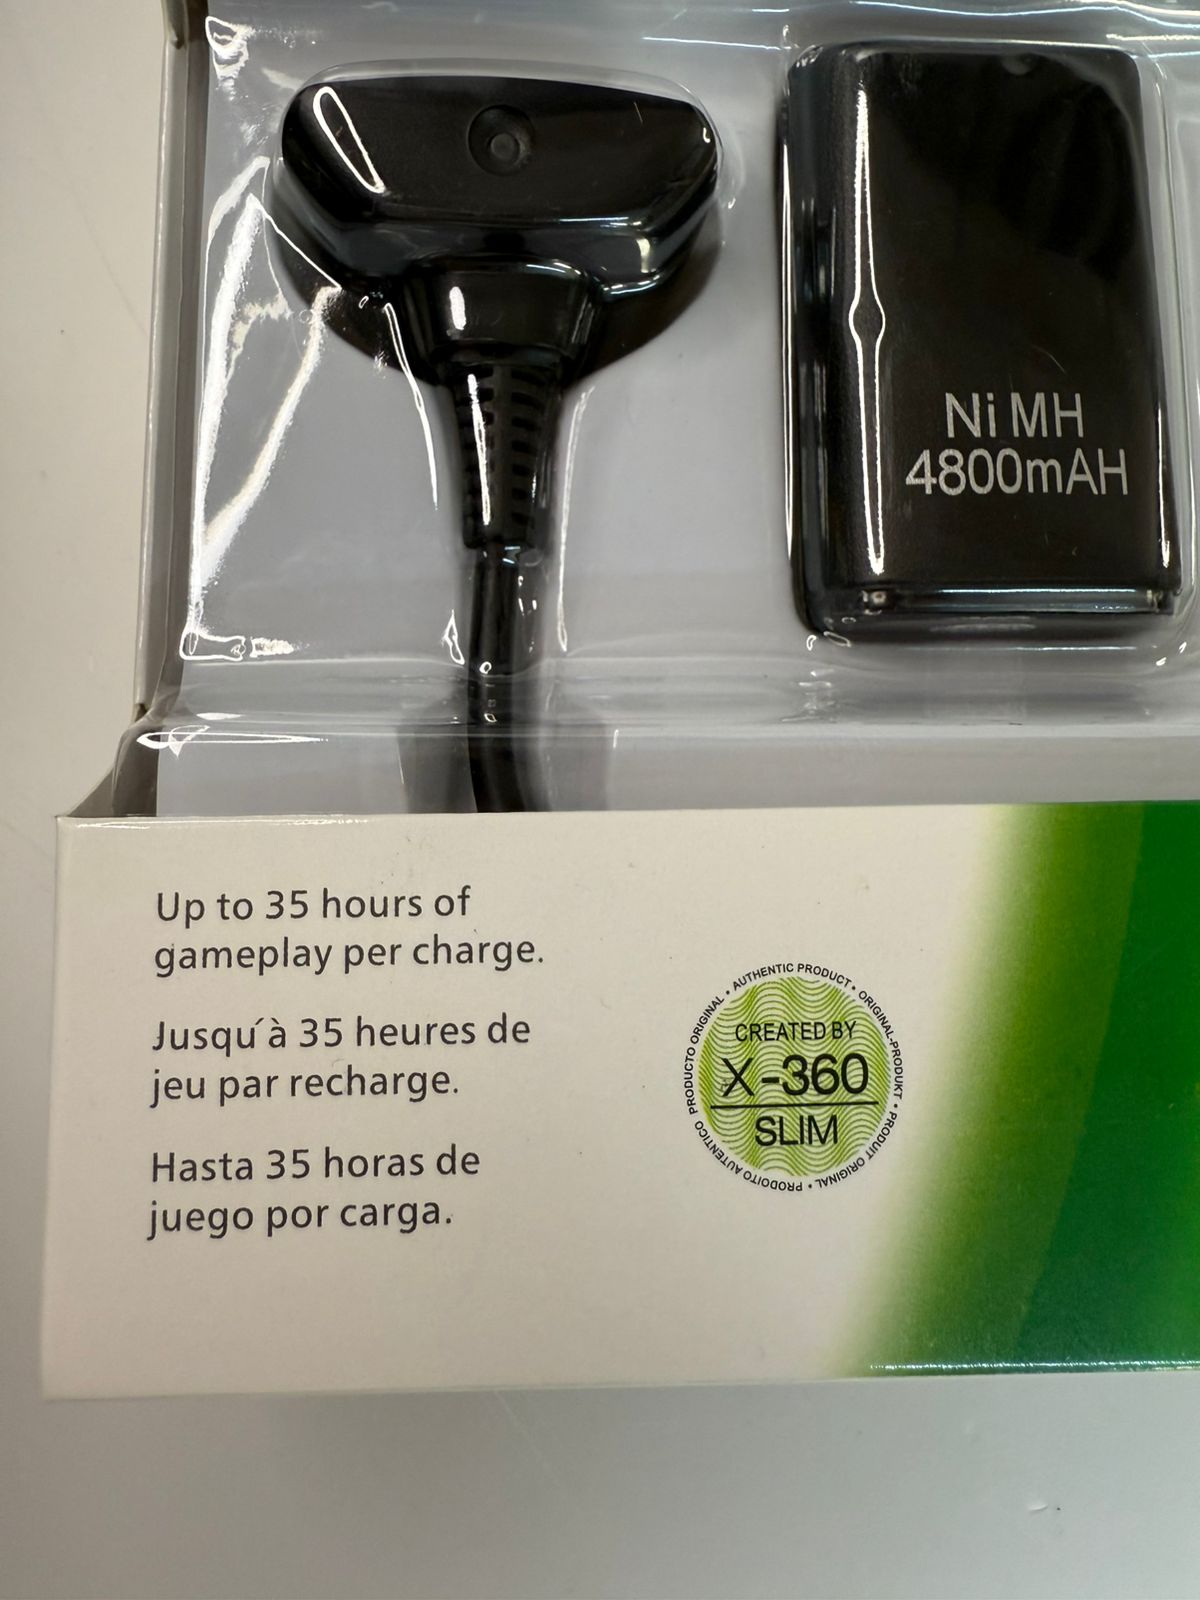 Ni MH
4800mAH
Up to 35 hours of
gameplay per charge.
Jusqu´à 35 heures de
jeu par recharge.
Hasta 35 horas de
juego por carga.
PRODUCTO ORIGINAL • AUTHENTIC PRODUCT • ORIGINAL-PRODUKT • PRODUIT ORIGINAL • PRODOITO AUTENTICO
CREATED BY
X-360
SLIM